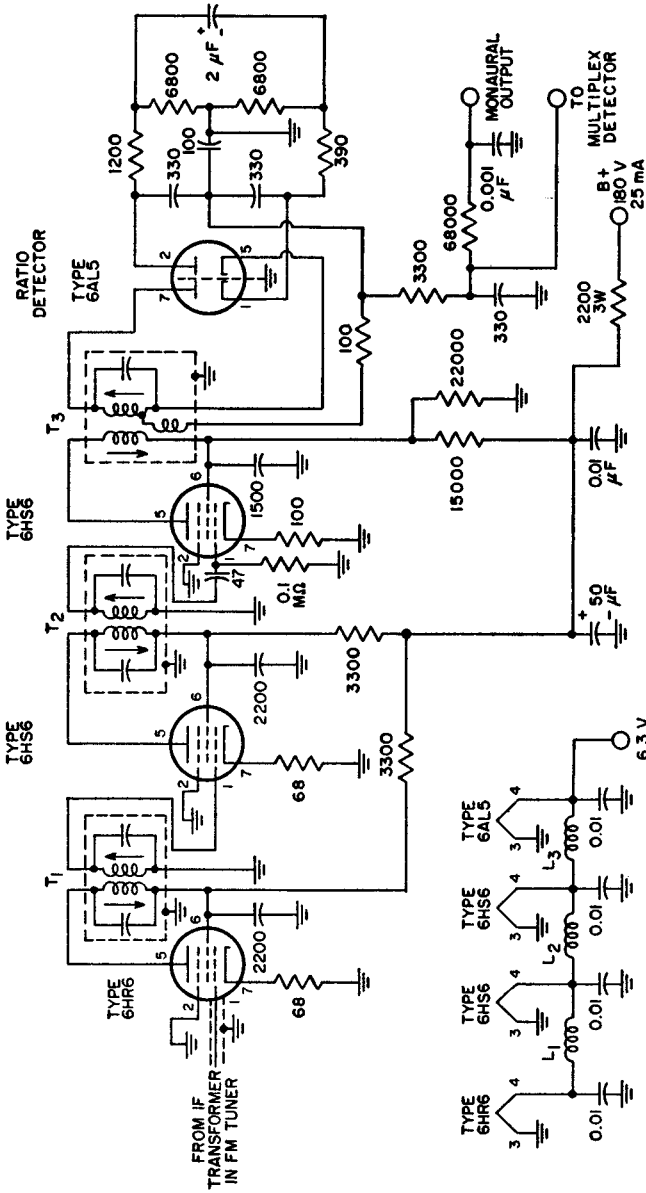 FROM IF
TRANSFORMER
IN FM TUNER
TYPE
6HR6
5
2
6
1
7
68
2200
T1
TYPE
6HS6
5
2
6
1
7
68
2200
3300
3300
T2
TYPE
6HS6
5
2
6
1
7
47
0.1
MΩ
100
1500
T3
15000
22000
RATIO
DETECTOR
TYPE
6AL5
7
2
1
5
1200
330
330
100
390
6800
6800
+
-
2 μF
100
3300
330
68000
0.001
μF
MONAURAL
OUTPUT
TO
MULTIPLEX
DETECTOR
2200
3W
B+
180 V
25 mA
0.01
μF
+
-
50
μF
TYPE
6HR6
3
4
0.01
L1
TYPE
6HS6
3
4
0.01
L2
TYPE
6HS6
3
4
0.01
L3
TYPE
6AL5
3
4
0.01
6.3 V